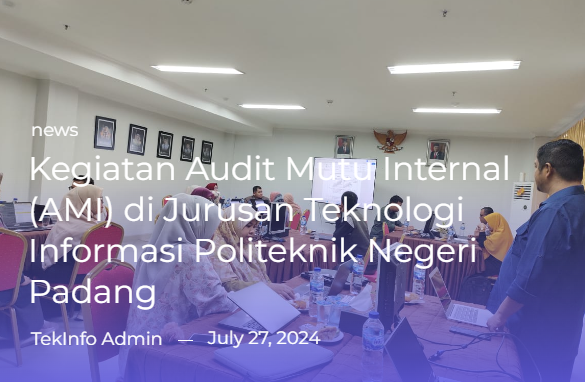 news
Kegiatan Audit Mutu Internal
(AMI) di Jurusan Teknologi
Informasi Politeknik Negeri
Padang
TekInfo Admin — July 27, 2024